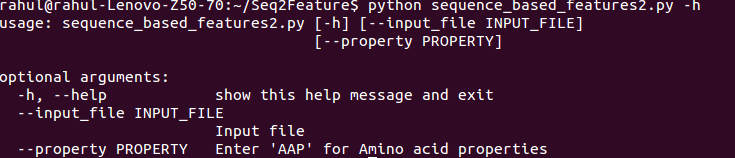 rahul@rahul-Lenovo-Z50-70:~/Seq2Feature$ python sequence_based_features2.py -h
usage: sequence_based_features2.py [-h] [--input_file INPUT_FILE]
                                   [--property PROPERTY]
optional arguments:
  -h, --help            show this help message and exit
  --input_file INPUT_FILE
                        Input file
  --property PROPERTY   Enter 'AAP' for Amino acid properties